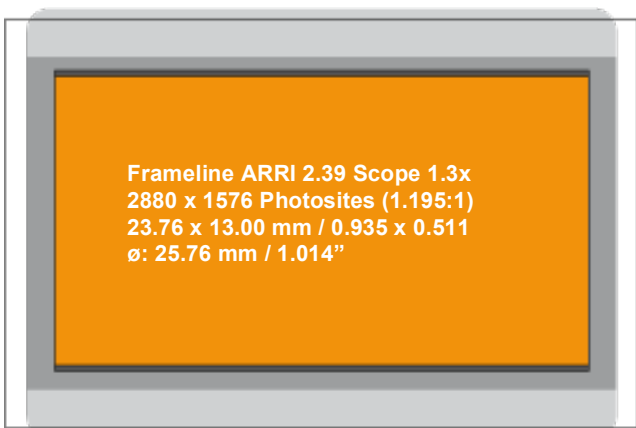 Frameline ARRI 2.39 Scope 1.3x
2880 x 1576 Photosites (1.195:1)
23.76 x 13.00 mm / 0.935 x 0.511
ø: 25.76 mm / 1.014”